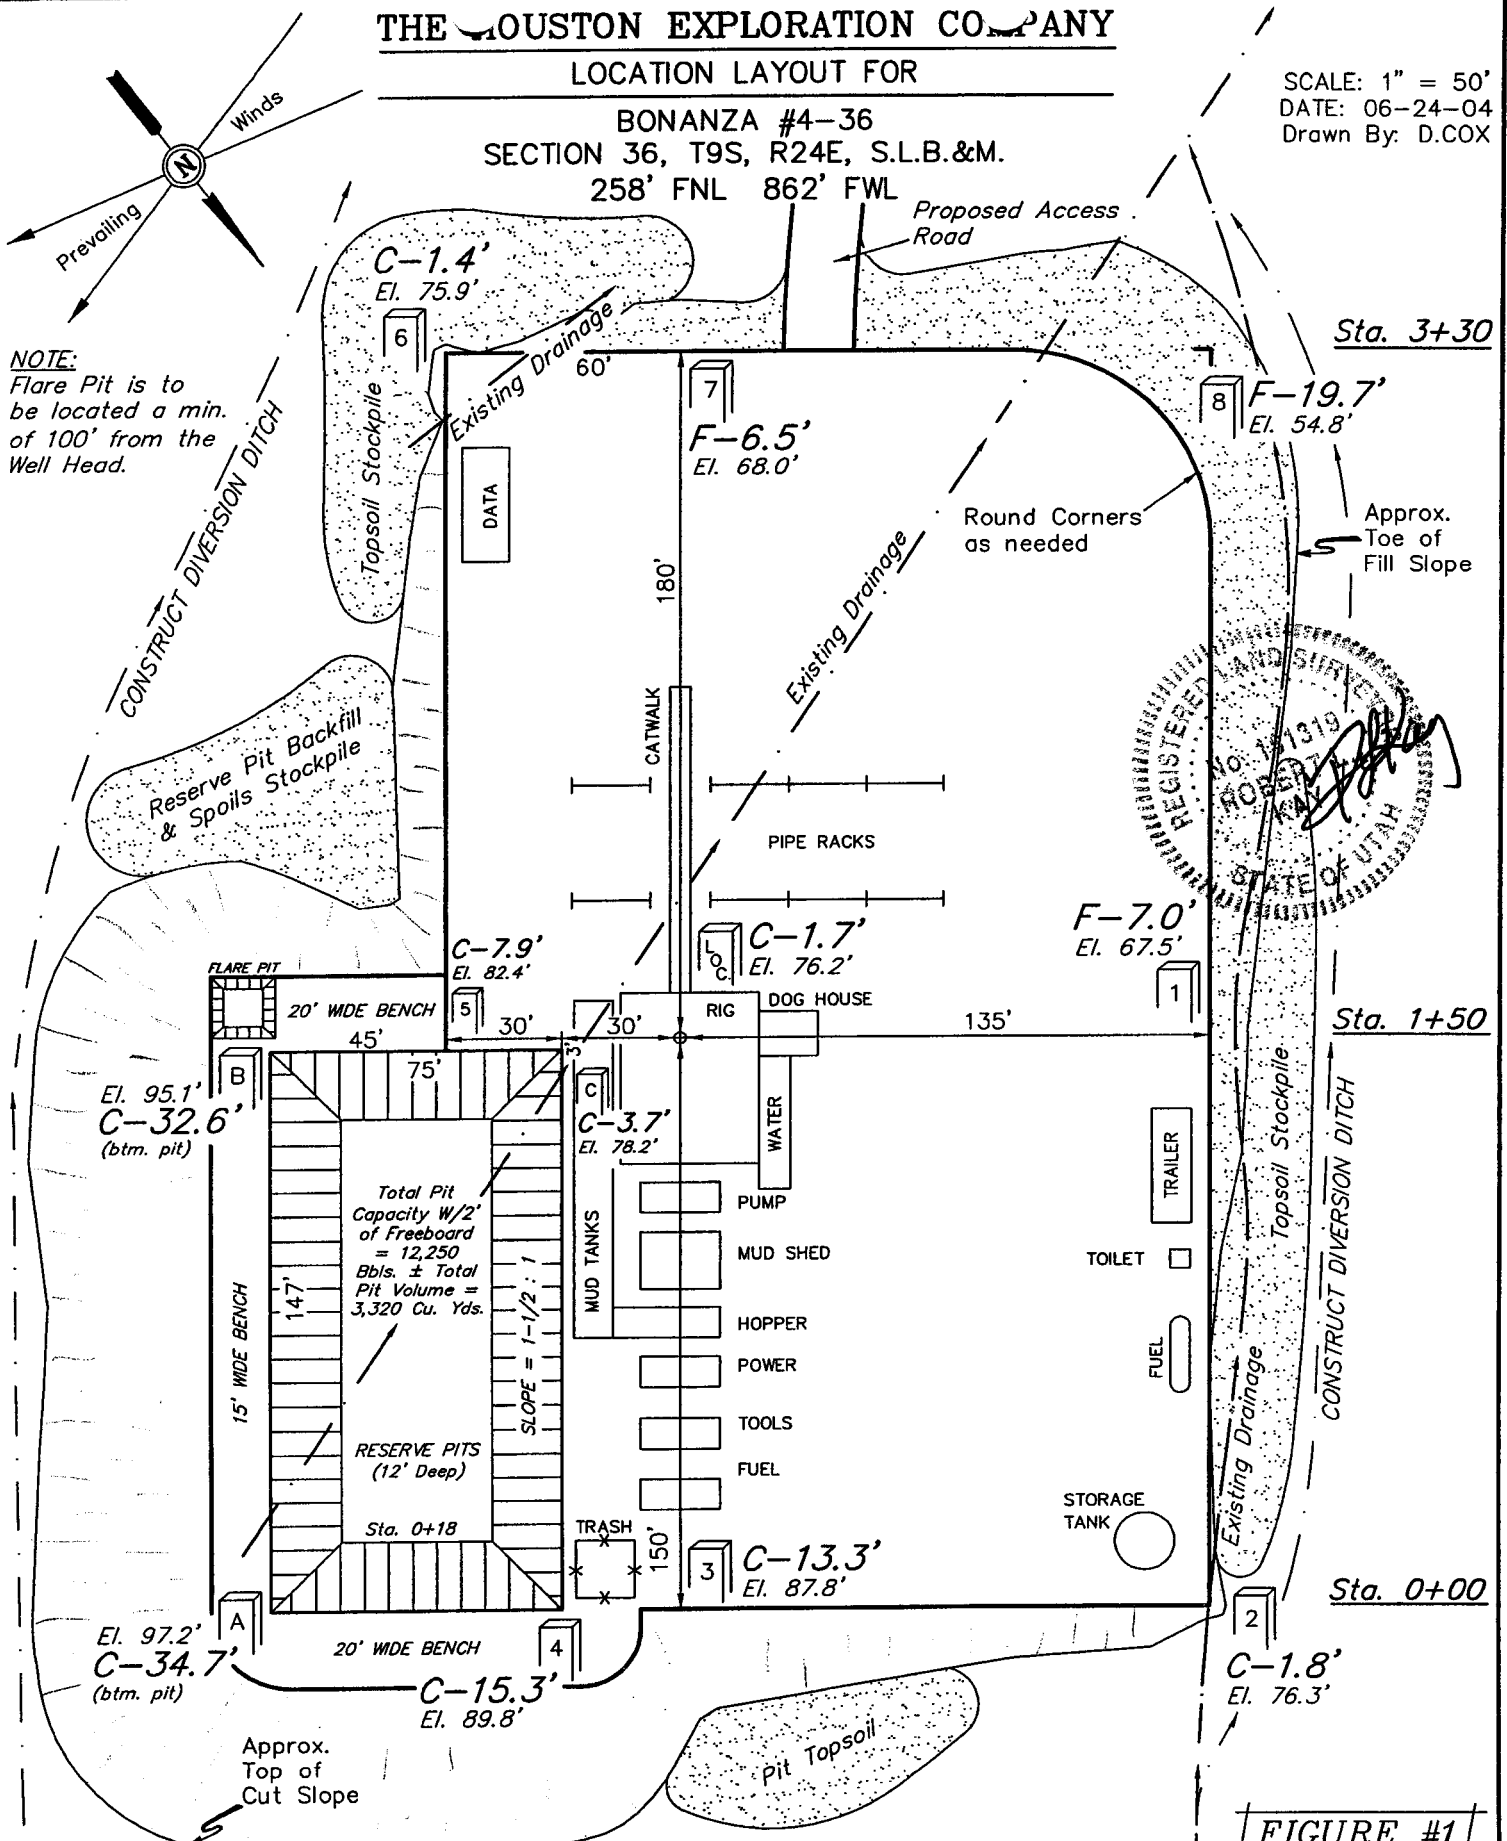 THE HOUSTON EXPLORATION COMPANY
LOCATION LAYOUT FOR
BONANZA #4-36
SECTION 36, T9S, R24E, S.L.B.&M.
258' FNL 862' FWL
SCALE: 1" = 50'
DATE: 06-24-04
Drawn By: D.COX
Winds
N
Prevailing
Proposed Access
Road
C-1.4'
El. 75.9'
6
Sta. 3+30
NOTE:
Flare Pit is to
be located a min.
of 100' from the
Well Head.
Existing Drainage
60'
7
F-6.5'
El. 68.0'
8
F-19.7'
El. 54.8'
Topsoil Stockpile
CONSTRUCT DIVERSION DITCH
DATA
Round Corners
as needed
Approx.
Toe of
Fill Slope
180'
Existing Drainage
CATWALK
REGISTERED LAND SURVEYOR
No. 161319
ROBERT L.
KAY
STATE OF UTAH
Reserve Pit Backfill
& Spoils Stockpile
PIPE RACKS
C-7.9'
El. 82.4'
LOC.
C-1.7'
El. 76.2'
F-7.0'
El. 67.5'
1
FLARE PIT
20' WIDE BENCH
5
RIG
DOG HOUSE
Sta. 1+50
45'
30'
30'
135'
75'
3'
B
El. 95.1'
C-32.6'
(btm. pit)
C
C-3.7'
El. 78.2'
WATER
TRAILER
Topsoil Stockpile
CONSTRUCT DIVERSION DITCH
Total Pit
Capacity W/2'
of Freeboard
= 12,250
Bbls. ± Total
Pit Volume =
3,320 Cu. Yds.
MUD TANKS
PUMP
MUD SHED
TOILET
15' WIDE BENCH
147'
SLOPE = 1-1/2 : 1
HOPPER
POWER
FUEL
TOOLS
RESERVE PITS
(12' Deep)
FUEL
Existing Drainage
Sta. 0+18
TRASH
STORAGE
TANK
150'
3
C-13.3'
El. 87.8'
Sta. 0+00
A
El. 97.2'
C-34.7'
(btm. pit)
20' WIDE BENCH
4
C-15.3'
El. 89.8'
2
C-1.8'
El. 76.3'
Pit Topsoil
Approx.
Top of
Cut Slope
FIGURE #1